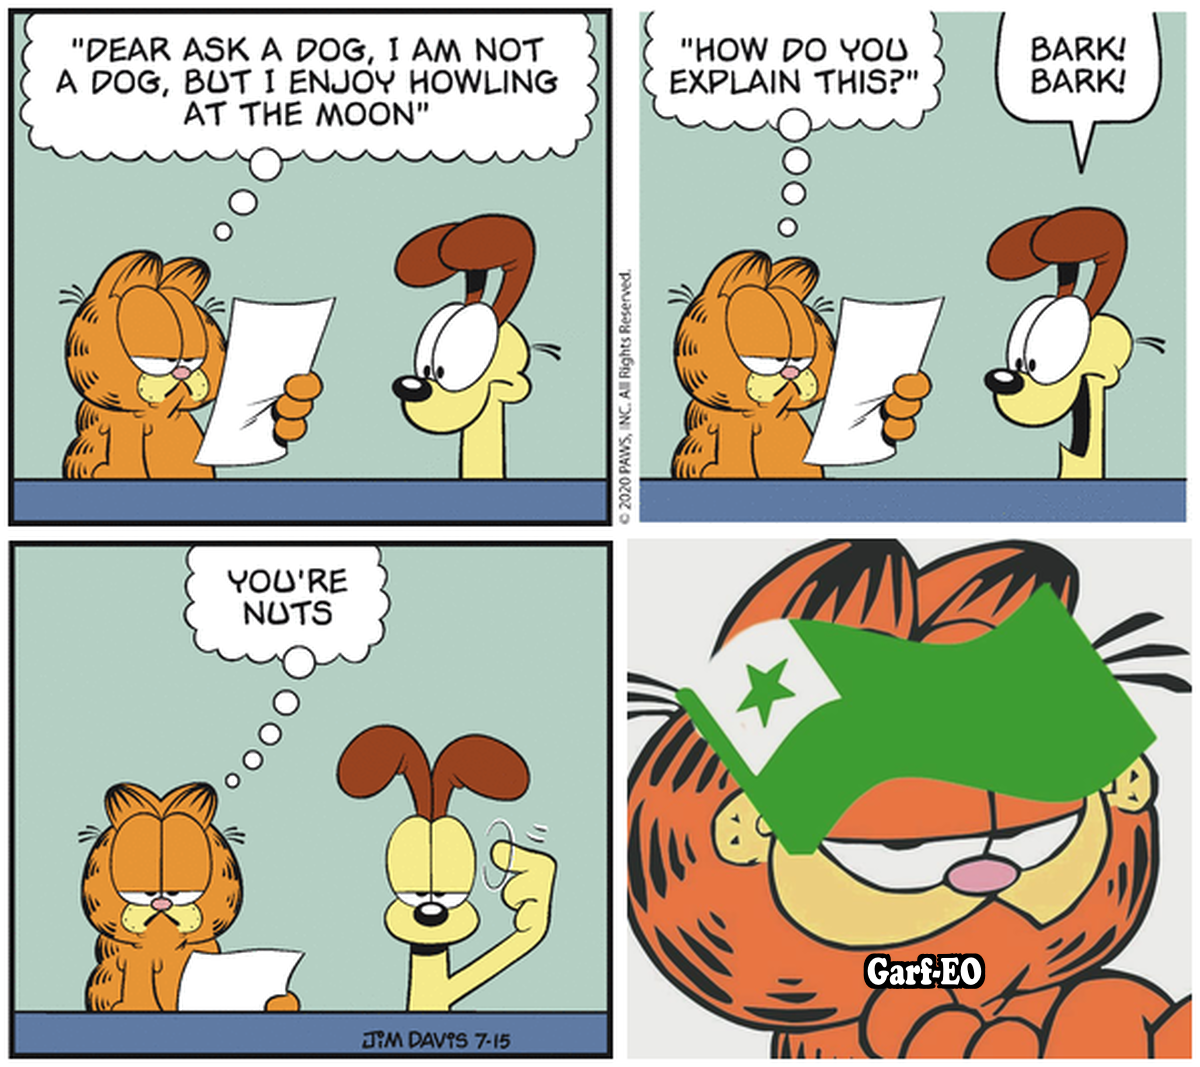 "DEAR ASK A DOG, I AM NOT
A DOG, BUT I ENJOY HOWLING
AT THE MOON"
© 2020 PAWS, INC. All Rights Reserved.
"HOW DO YOU
EXPLAIN THIS?"
BARK!
BARK!
YOU'RE
NUTS
JIM DAVIS 7-15
Garf-EO